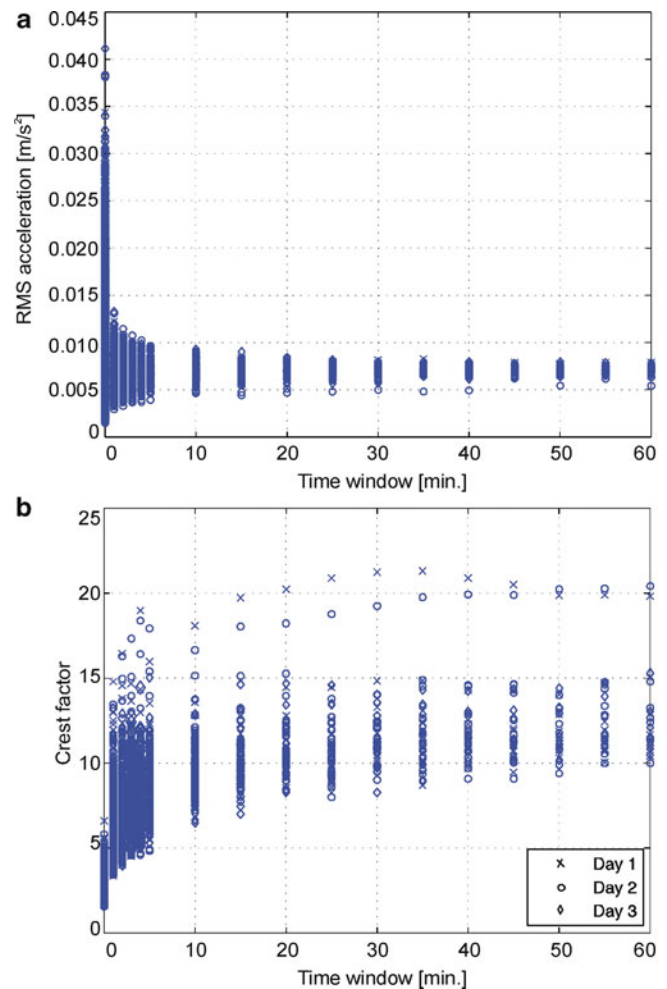 a
0.045
0.040
0.035
0.030
0.025
0.020
0.015
0.010
0.005
0
RMS acceleration [m/s²]
0 10 20 30 40 50 60
Time window [min.]
b
25
20
15
10
5
0
Crest factor
Day 1
Day 2
Day 3
0 10 20 30 40 50 60
Time window [min.]